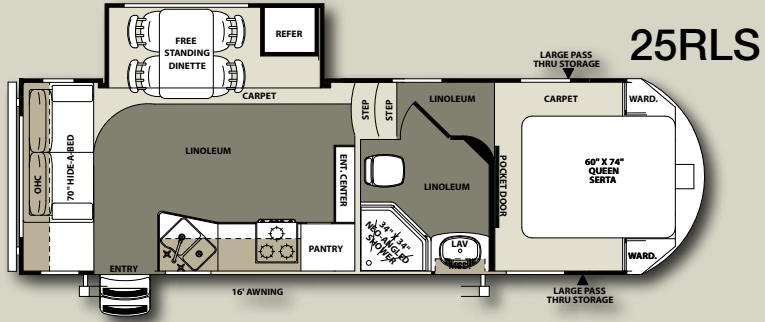 25RLS
FREE
STANDING
DINETTE
REFER
LARGE PASS
THRU STORAGE
CARPET
STEP
STEP
LINOLEUM
CARPET
WARD.
OHC
70" HIDE-A-BED
LINOLEUM
ENT. CENTER
LINOLEUM
POCKET DOOR
60" X 74"
QUEEN
SERTA
34" X 34"
NEO-ANGLED
SHOWER
LAV
MED.
PANTRY
WARD.
ENTRY
16' AWNING
LARGE PASS
THRU STORAGE